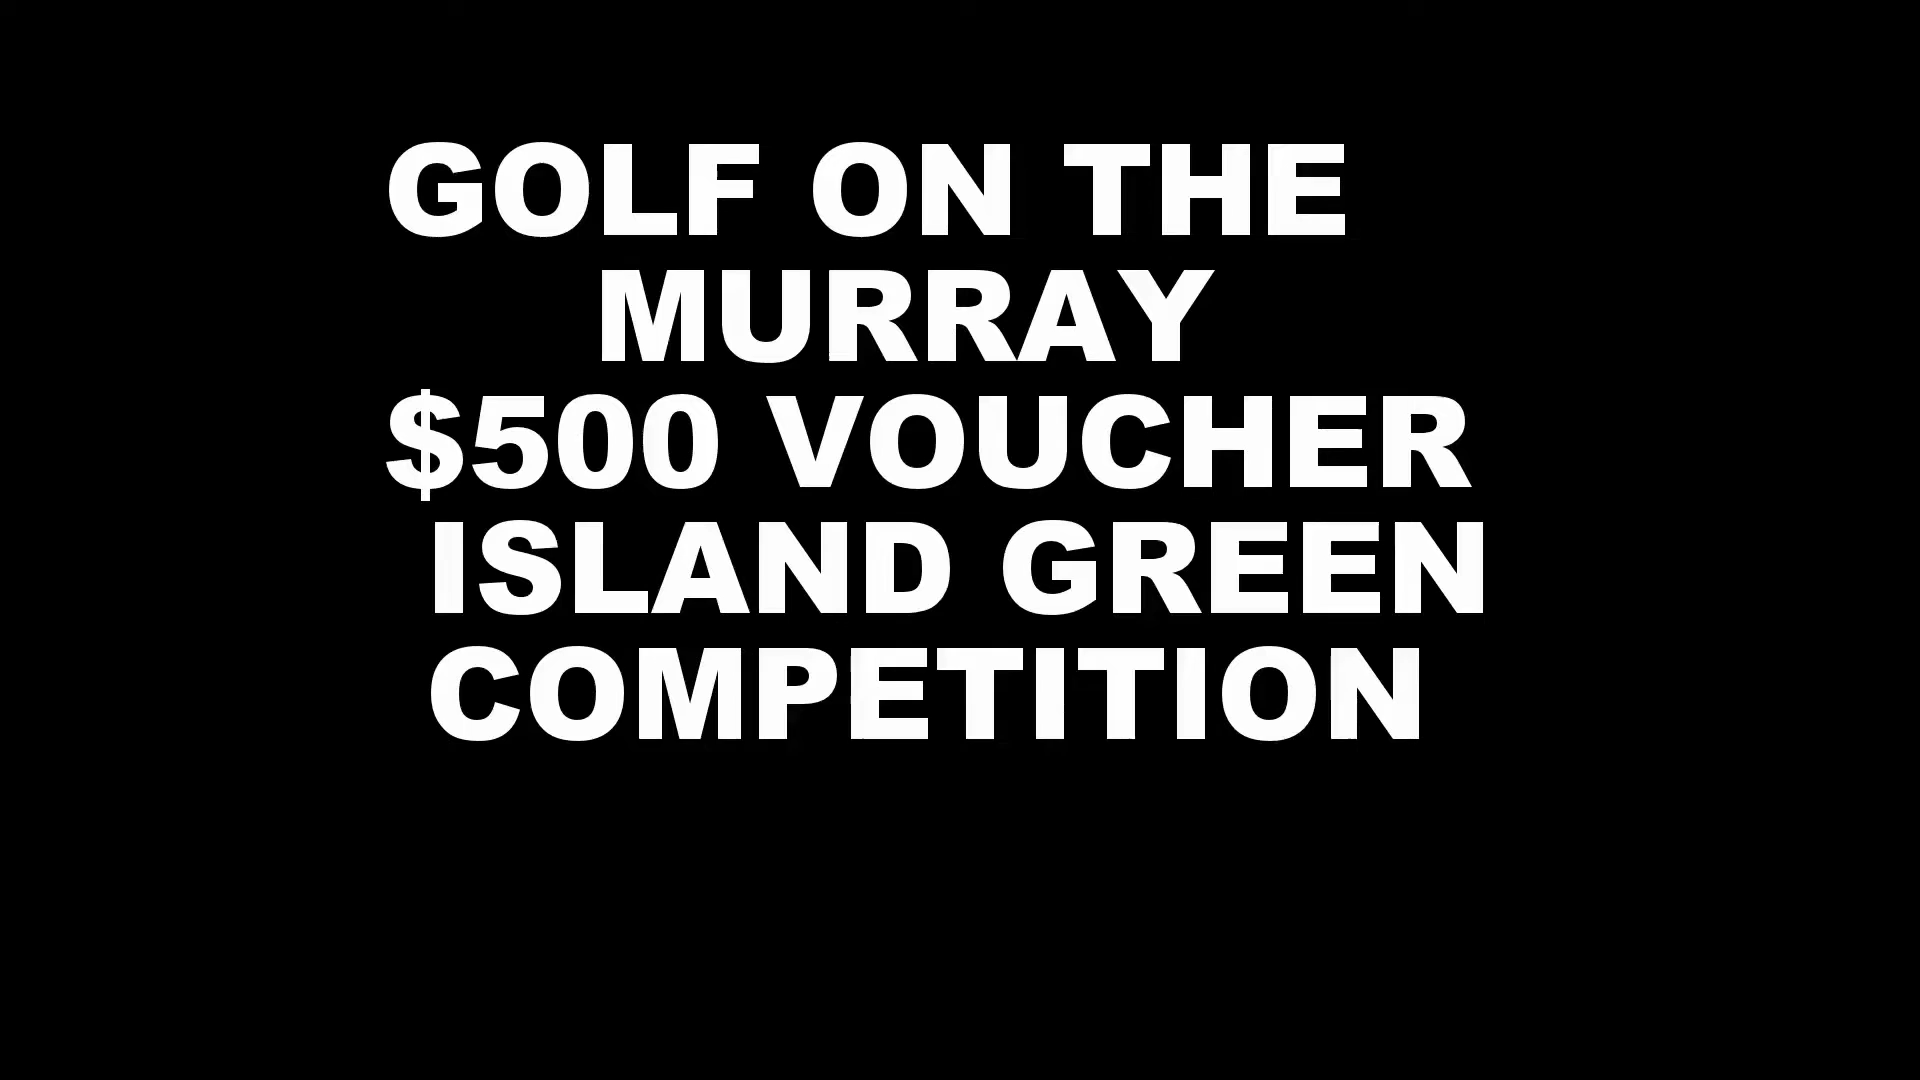 GOLF ON THE
MURRAY
$500 VOUCHER
ISLAND GREEN
COMPETITION